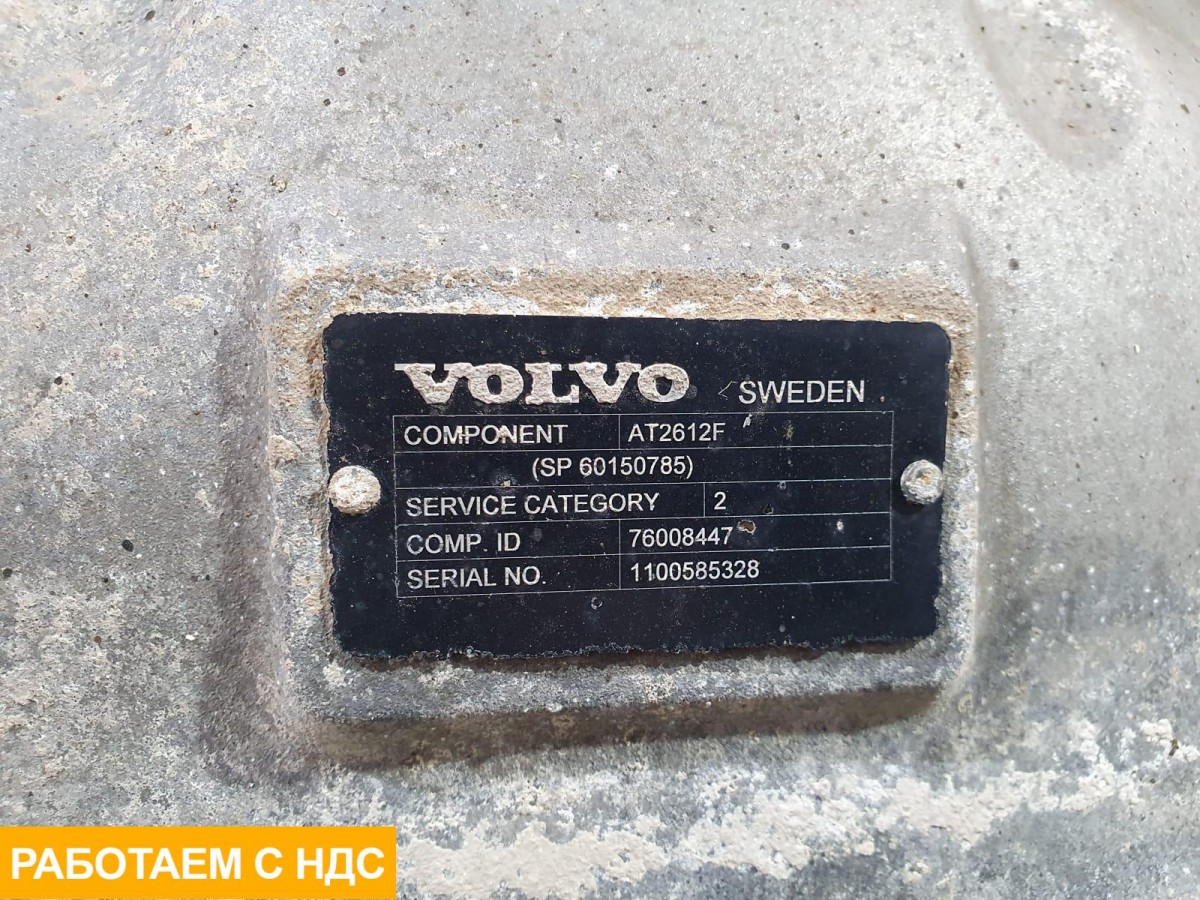 VOLVO SWEDEN
COMPONENT AT2612F
(SP 60150785)
SERVICE CATEGORY 2
COMP. ID 76008447
SERIAL NO. 1100585328
РАБОТАЕМ С НДС